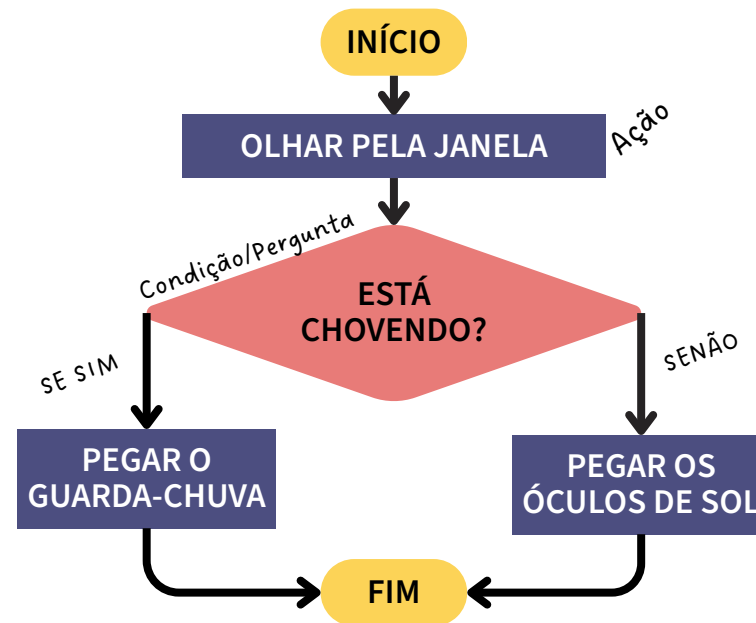 INÍCIO
OLHAR PELA JANELA
Ação
Condição/Pergunta
ESTÁ
CHOVENDO?
SE SIM
SENÃO
PEGAR O
GUARDA-CHUVA
PEGAR OS
ÓCULOS DE SOL
FIM